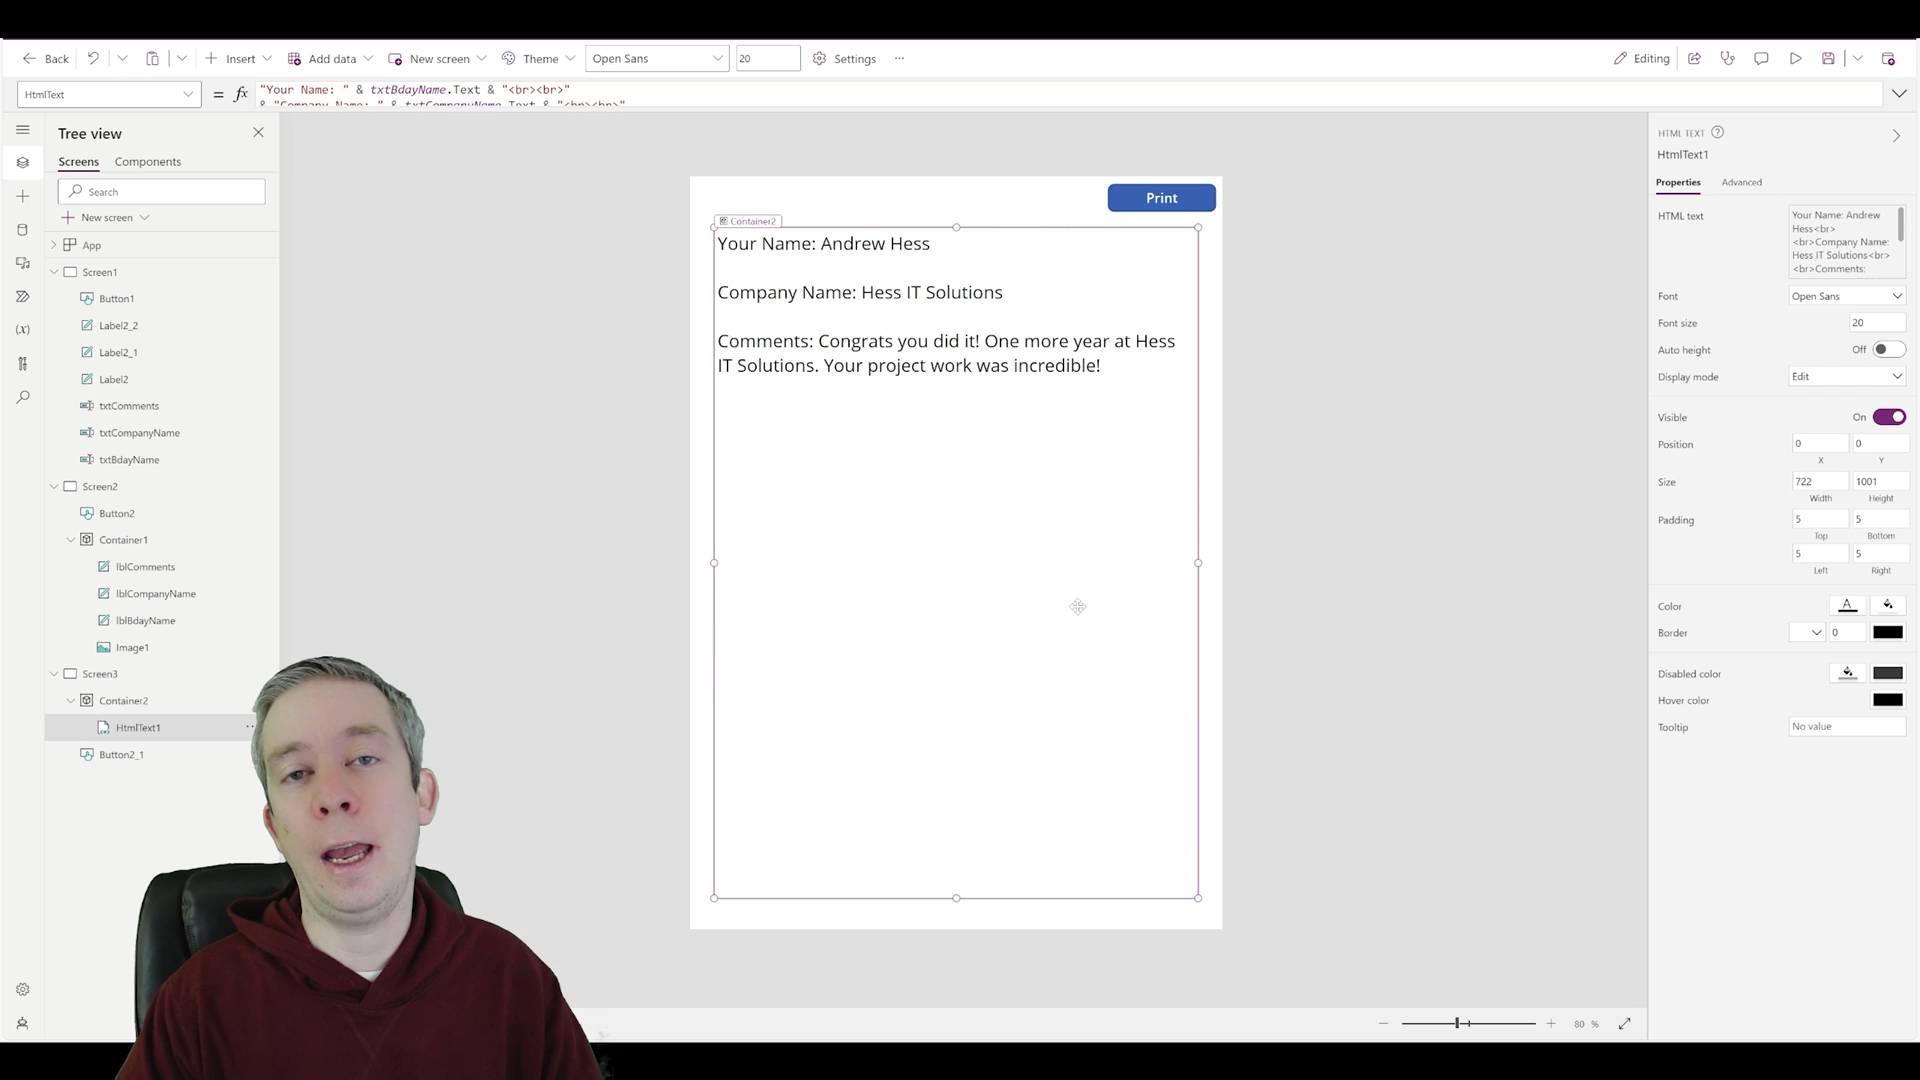 Back
Insert
Add data
New screen
Theme
Open Sans
20
Settings
Editing
HtmlText
= fx "Your Name: " & txtBdayName.Text & "<br><br>"
& "Company Name: " & txtCompanyName.Text & "<br><br>"
Tree view
Screens
Components
Search
New screen
App
Screen1
Button1
Label2_2
Label2_1
Label2
txtComments
txtCompanyName
txtBdayName
Screen2
Button2
Container1
lblComments
lblCompanyName
lblBdayName
Image1
Screen3
Container2
HtmlText1
Button2_1
Print
Container2
Your Name: Andrew Hess
Company Name: Hess IT Solutions
Comments: Congrats you did it! One more year at Hess
IT Solutions. Your project work was incredible!
80 %
HTML TEXT
HtmlText1
Properties
Advanced
HTML text
Your Name: Andrew
Hess<br>
<br>Company Name:
Hess IT Solutions<br>
<br>Comments:
Font
Open Sans
Font size
20
Auto height
Off
Display mode
Edit
Visible
On
Position
0
0
X
Y
Size
722
1001
Width
Height
Padding
5
5
Top
Bottom
5
5
Left
Right
Color
A
Border
0
Disabled color
Hover color
Tooltip
No value